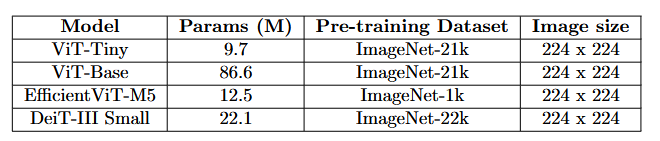 Model Params (M) Pre-training Dataset Image size
ViT-Tiny 9.7 ImageNet-21k 224 x 224
ViT-Base 86.6 ImageNet-21k 224 x 224
EfficientViT-M5 12.5 ImageNet-1k 224 x 224
DeiT-III Small 22.1 ImageNet-22k 224 x 224